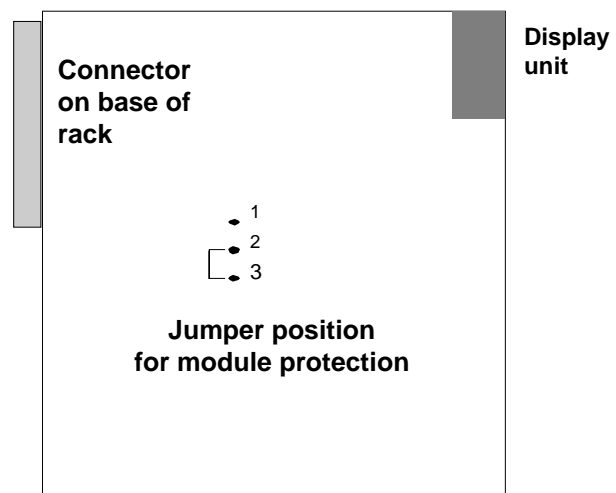 Display
unit
Connector
on base of
rack
1
2
3
Jumper position
for module protection